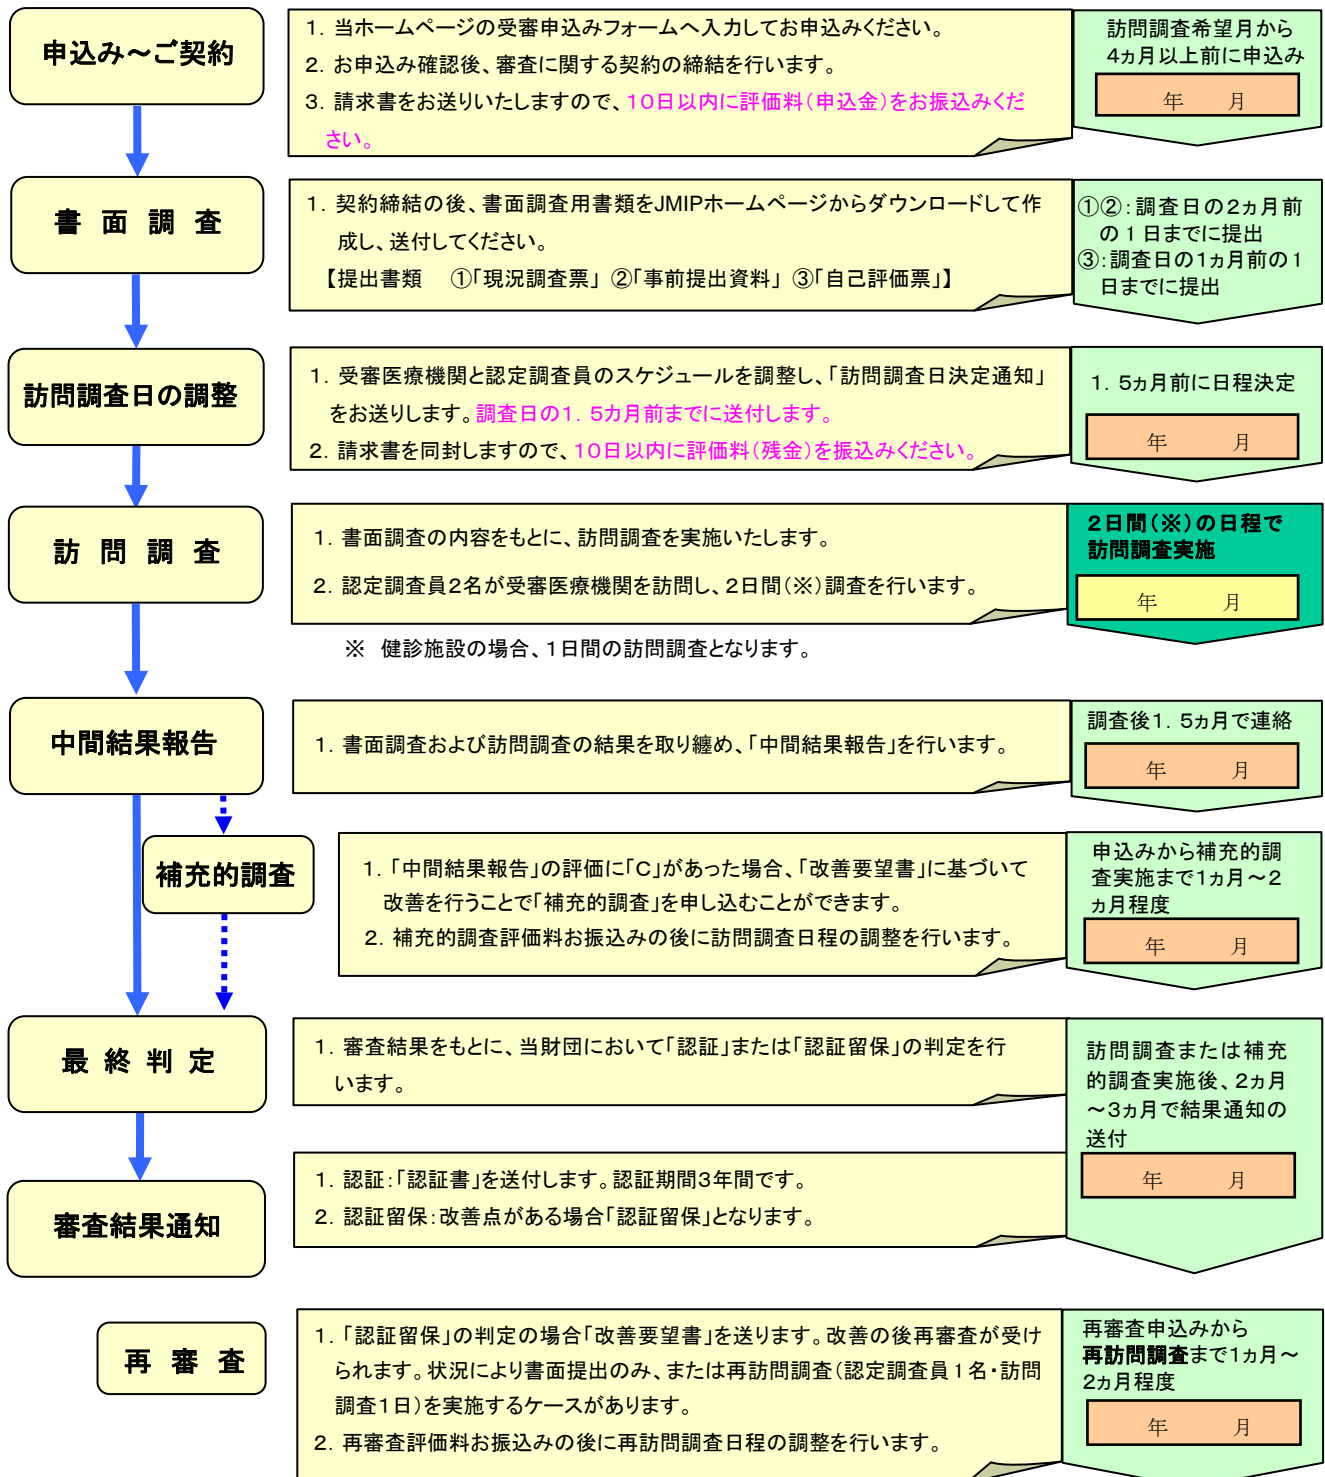 申込み～ご契約
1．当ホームページの受審申込みフォームへ入力してお申込みください。
2．お申込み確認後、審査に関する契約の締結を行います。
3．請求書をお送りいたしますので、10日以内に評価料（申込金）をお振込みくだ
さい。
訪問調査希望月から
4ヵ月以上前に申込み
年　　月
書　面　調　査
1．契約締結の後、書面調査用書類をJMIPホームページからダウンロードして作
成し、送付してください。
【提出書類　①「現況調査票」 ②「事前提出資料」 ③「自己評価票」】
①②：調査日の2ヵ月前
の1日までに提出
③：調査日の1ヵ月前の1
日までに提出
訪問調査日の調整
1．受審医療機関と認定調査員のスケジュールを調整し、「訪問調査日決定通知」
をお送りします。調査日の1．5カ月前までに送付します。
2．請求書を同封しますので、10日以内に評価料（残金）を振込みください。
1．5ヵ月前に日程決定
年　　月
訪　問　調　査
1．書面調査の内容をもとに、訪問調査を実施いたします。
2．認定調査員2名が受審医療機関を訪問し、2日間（※）調査を行います。
2日間（※）の日程で
訪問調査実施
年　　月
※　健診施設の場合、1日間の訪問調査となります。
中間結果報告
1．書面調査および訪問調査の結果を取り纏め、「中間結果報告」を行います。
調査後1．5ヵ月で連絡
年　　月
補充的調査
1．「中間結果報告」の評価に「C」があった場合、「改善要望書」に基づいて
改善を行うことで「補充的調査」を申し込むことができます。
2．補充的調査評価料お振込みの後に訪問調査日程の調整を行います。
申込みから補充的調
査実施まで1ヵ月～2
ヵ月程度
年　　月
最　終　判　定
1．審査結果をもとに、当財団において「認証」または「認証留保」の判定を行
います。
訪問調査または補充
的調査実施後、2ヵ月
～3ヵ月で結果通知の
送付
年　　月
審査結果通知
1．認証：「認証書」を送付します。認証期間3年間です。
2．認証留保：改善点がある場合「認証留保」となります。
再　審　査
1．「認証留保」の判定の場合「改善要望書」を送ります。改善の後再審査が受け
られます。状況により書面提出のみ、または再訪問調査（認定調査員1名・訪問
調査1日）を実施するケースがあります。
2．再審査評価料お振込みの後に再訪問調査日程の調整を行います。
再審査申込みから
再訪問調査まで1ヵ月～
2ヵ月程度
年　　月